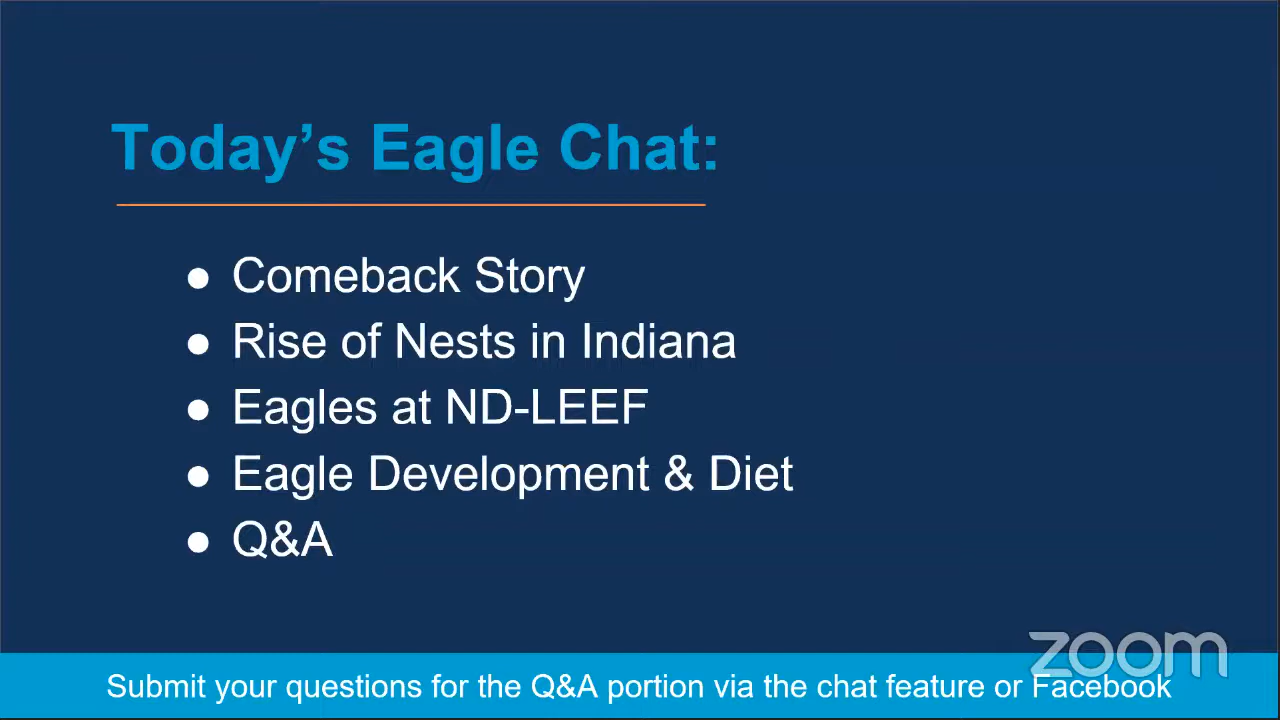 Today's Eagle Chat:
● Comeback Story
● Rise of Nests in Indiana
● Eagles at ND-LEEF
● Eagle Development & Diet
● Q&A
zoom
Submit your questions for the Q&A portion via the chat feature or Facebook